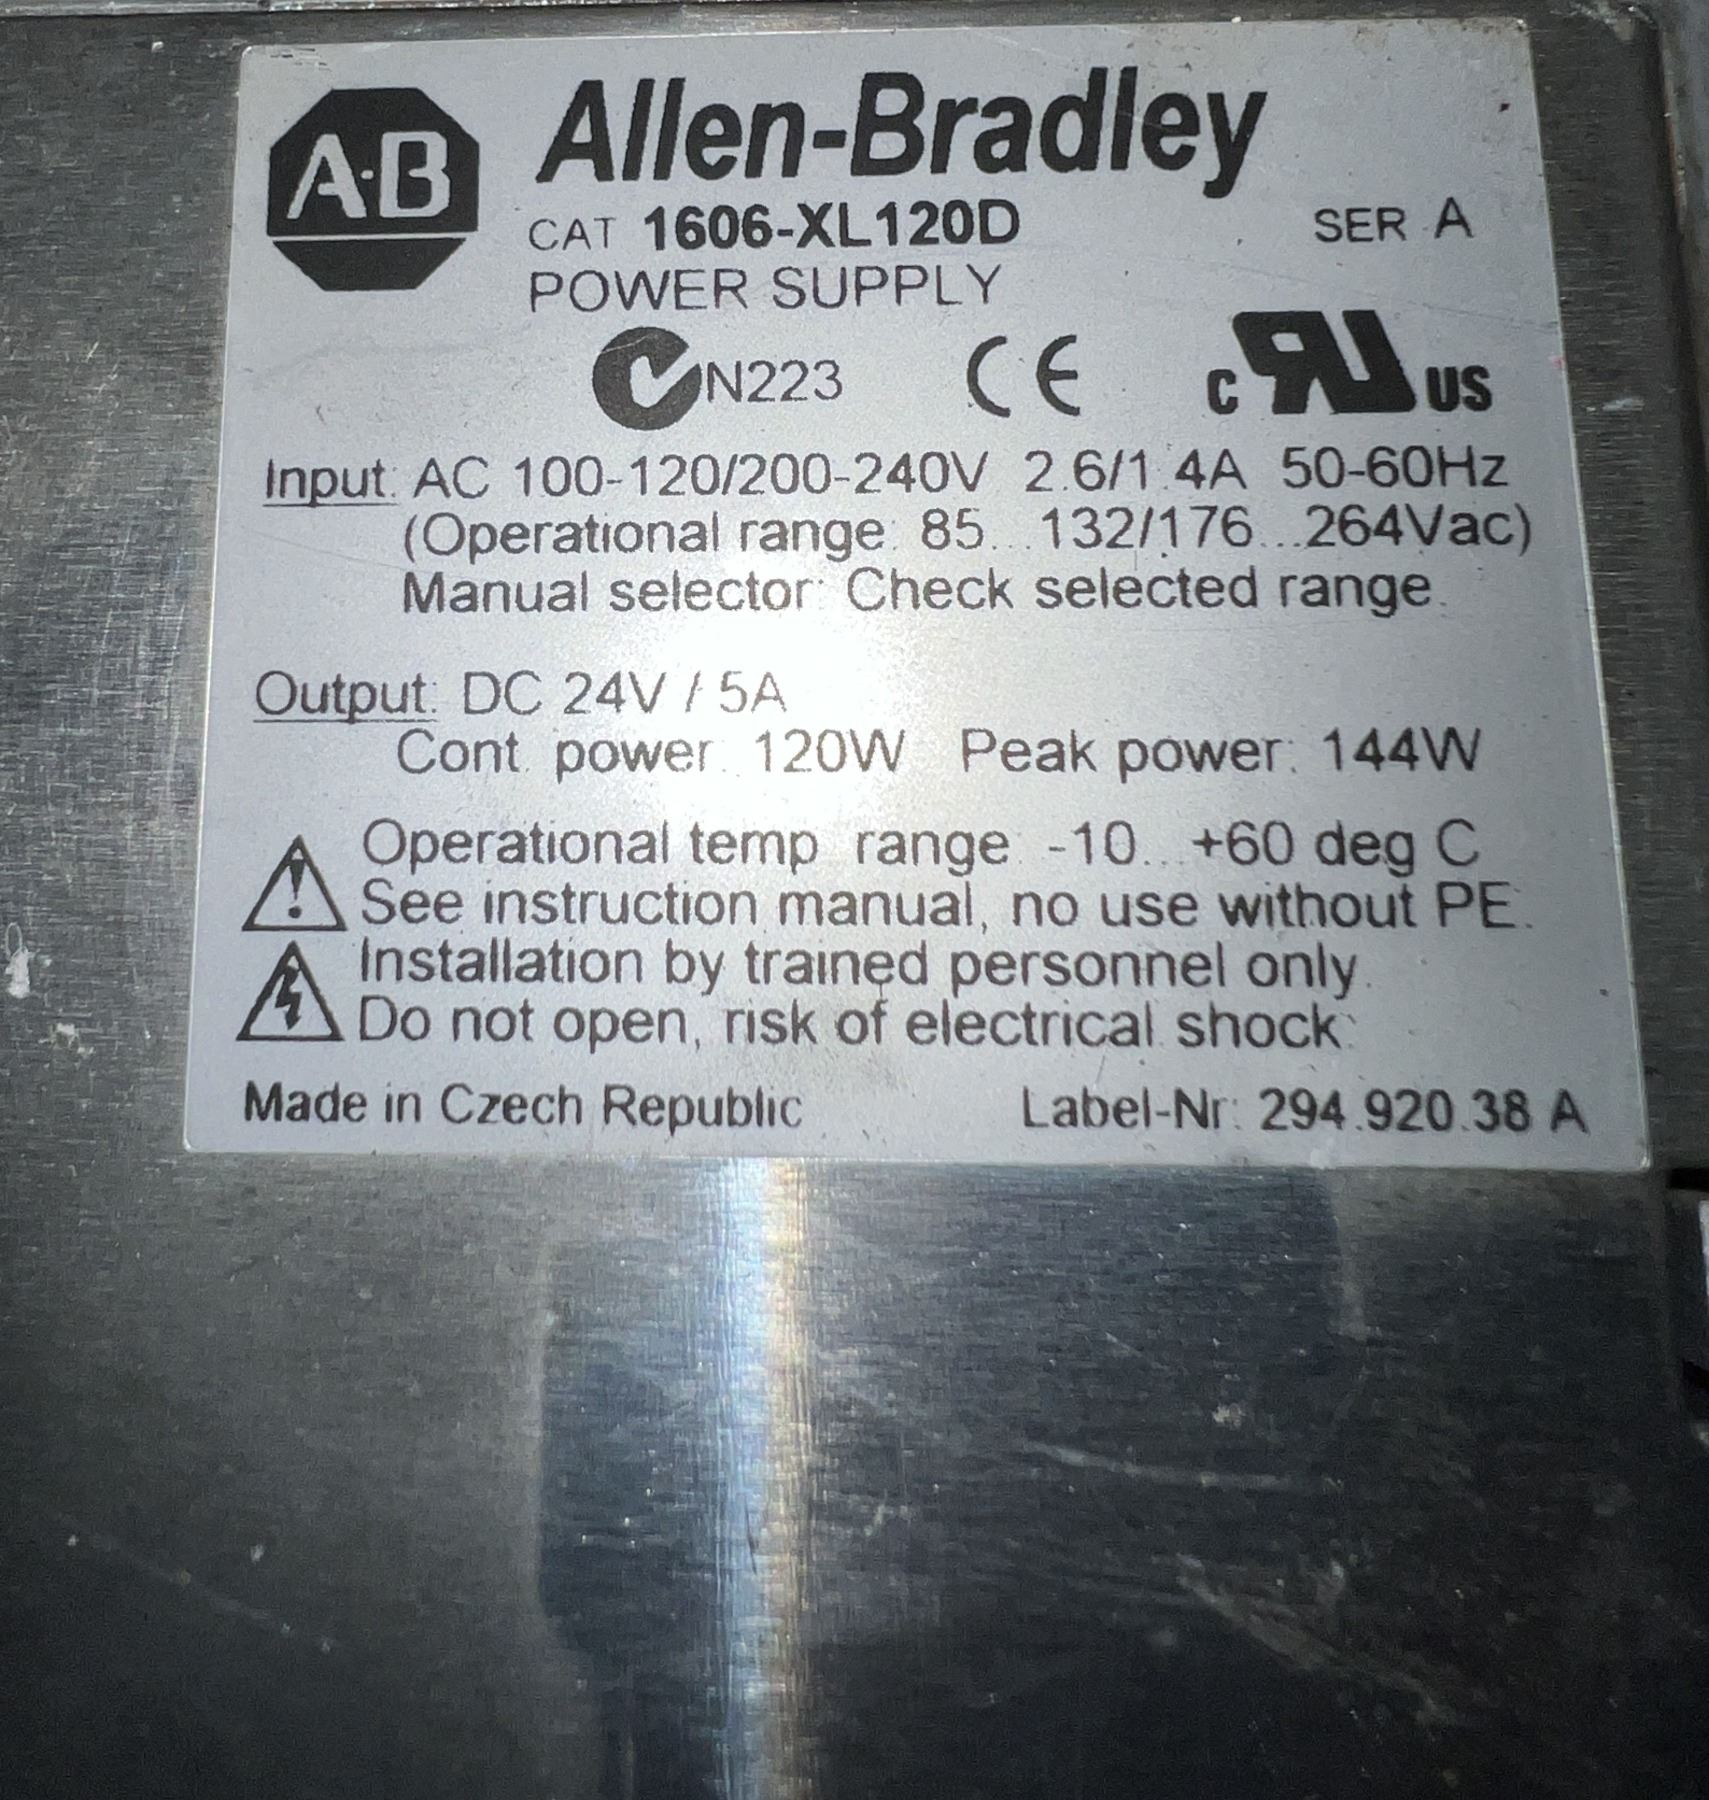 A·B Allen-Bradley
CAT 1606-XL120D SER A
POWER SUPPLY
N223 CE c RU US
Input: AC 100-120/200-240V 2.6/1.4A 50-60Hz
(Operational range: 85...132/176...264Vac)
Manual selector: Check selected range.
Output: DC 24V / 5A
Cont. power: 120W Peak power: 144W
Operational temp. range: -10...+60 deg C
See instruction manual, no use without PE.
Installation by trained personnel only.
Do not open, risk of electrical shock.
Made in Czech Republic Label-Nr: 294.920.38 A